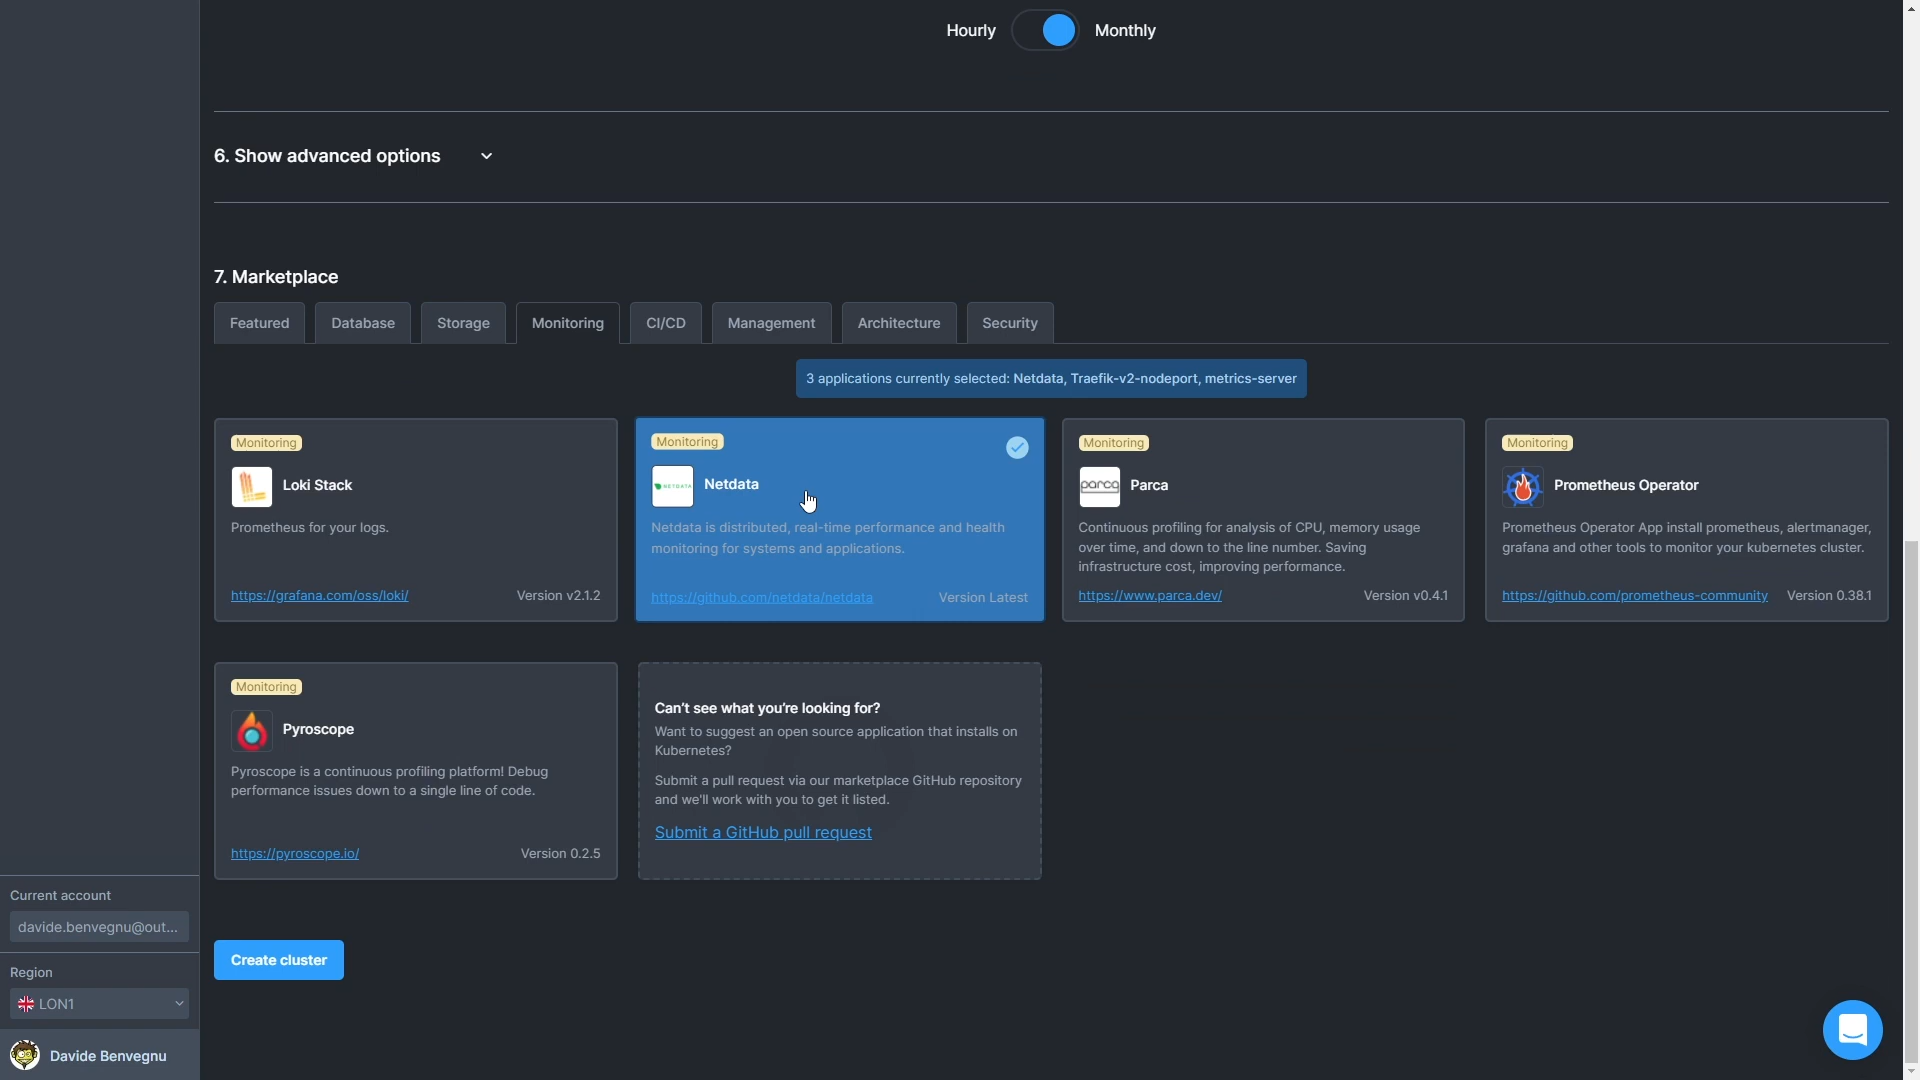 Hourly Monthly
6. Show advanced options
7. Marketplace
Featured Database Storage Monitoring CI/CD Management Architecture Security
3 applications currently selected: Netdata, Traefik-v2-nodeport, metrics-server
Monitoring
Loki Stack
Prometheus for your logs.
https://grafana.com/oss/loki/ Version v2.1.2
Monitoring
NETDATA
Netdata
Netdata is distributed, real-time performance and health
monitoring for systems and applications.
https://github.com/netdata/netdata Version Latest
Monitoring
parca
Parca
Continuous profiling for analysis of CPU, memory usage
over time, and down to the line number. Saving
infrastructure cost, improving performance.
https://www.parca.dev/ Version v0.4.1
Monitoring
Prometheus Operator
Prometheus Operator App install prometheus, alertmanager,
grafana and other tools to monitor your kubernetes cluster.
https://github.com/prometheus-community Version 0.38.1
Monitoring
Pyroscope
Pyroscope is a continuous profiling platform! Debug
performance issues down to a single line of code.
https://pyroscope.io/ Version 0.2.5
Can't see what you're looking for?
Want to suggest an open source application that installs on
Kubernetes?
Submit a pull request via our marketplace GitHub repository
and we'll work with you to get it listed.
Submit a GitHub pull request
Create cluster
Current account
davide.benvegnu@out...
Region
LON1
Davide Benvegnu